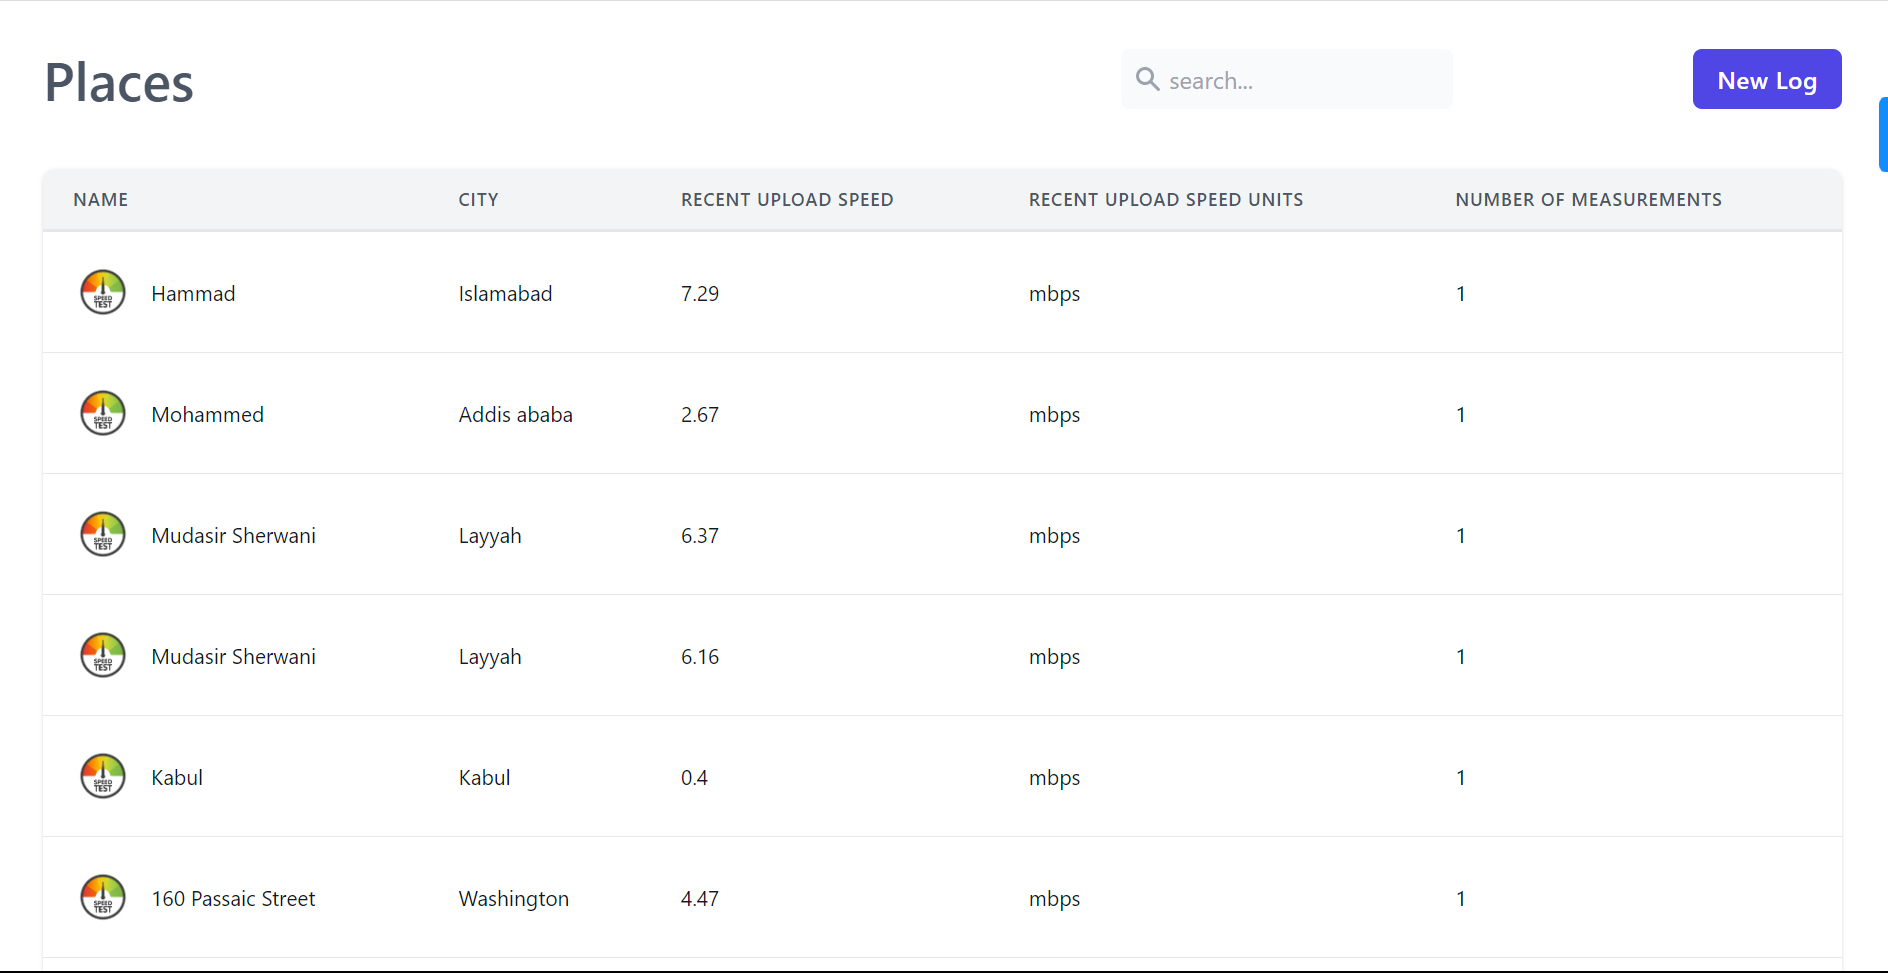 Places
search...
New Log
NAME CITY RECENT UPLOAD SPEED RECENT UPLOAD SPEED UNITS NUMBER OF MEASUREMENTS
SPEED TEST Hammad Islamabad 7.29 mbps 1
SPEED TEST Mohammed Addis ababa 2.67 mbps 1
SPEED TEST Mudasir Sherwani Layyah 6.37 mbps 1
SPEED TEST Mudasir Sherwani Layyah 6.16 mbps 1
SPEED TEST Kabul Kabul 0.4 mbps 1
SPEED TEST 160 Passaic Street Washington 4.47 mbps 1